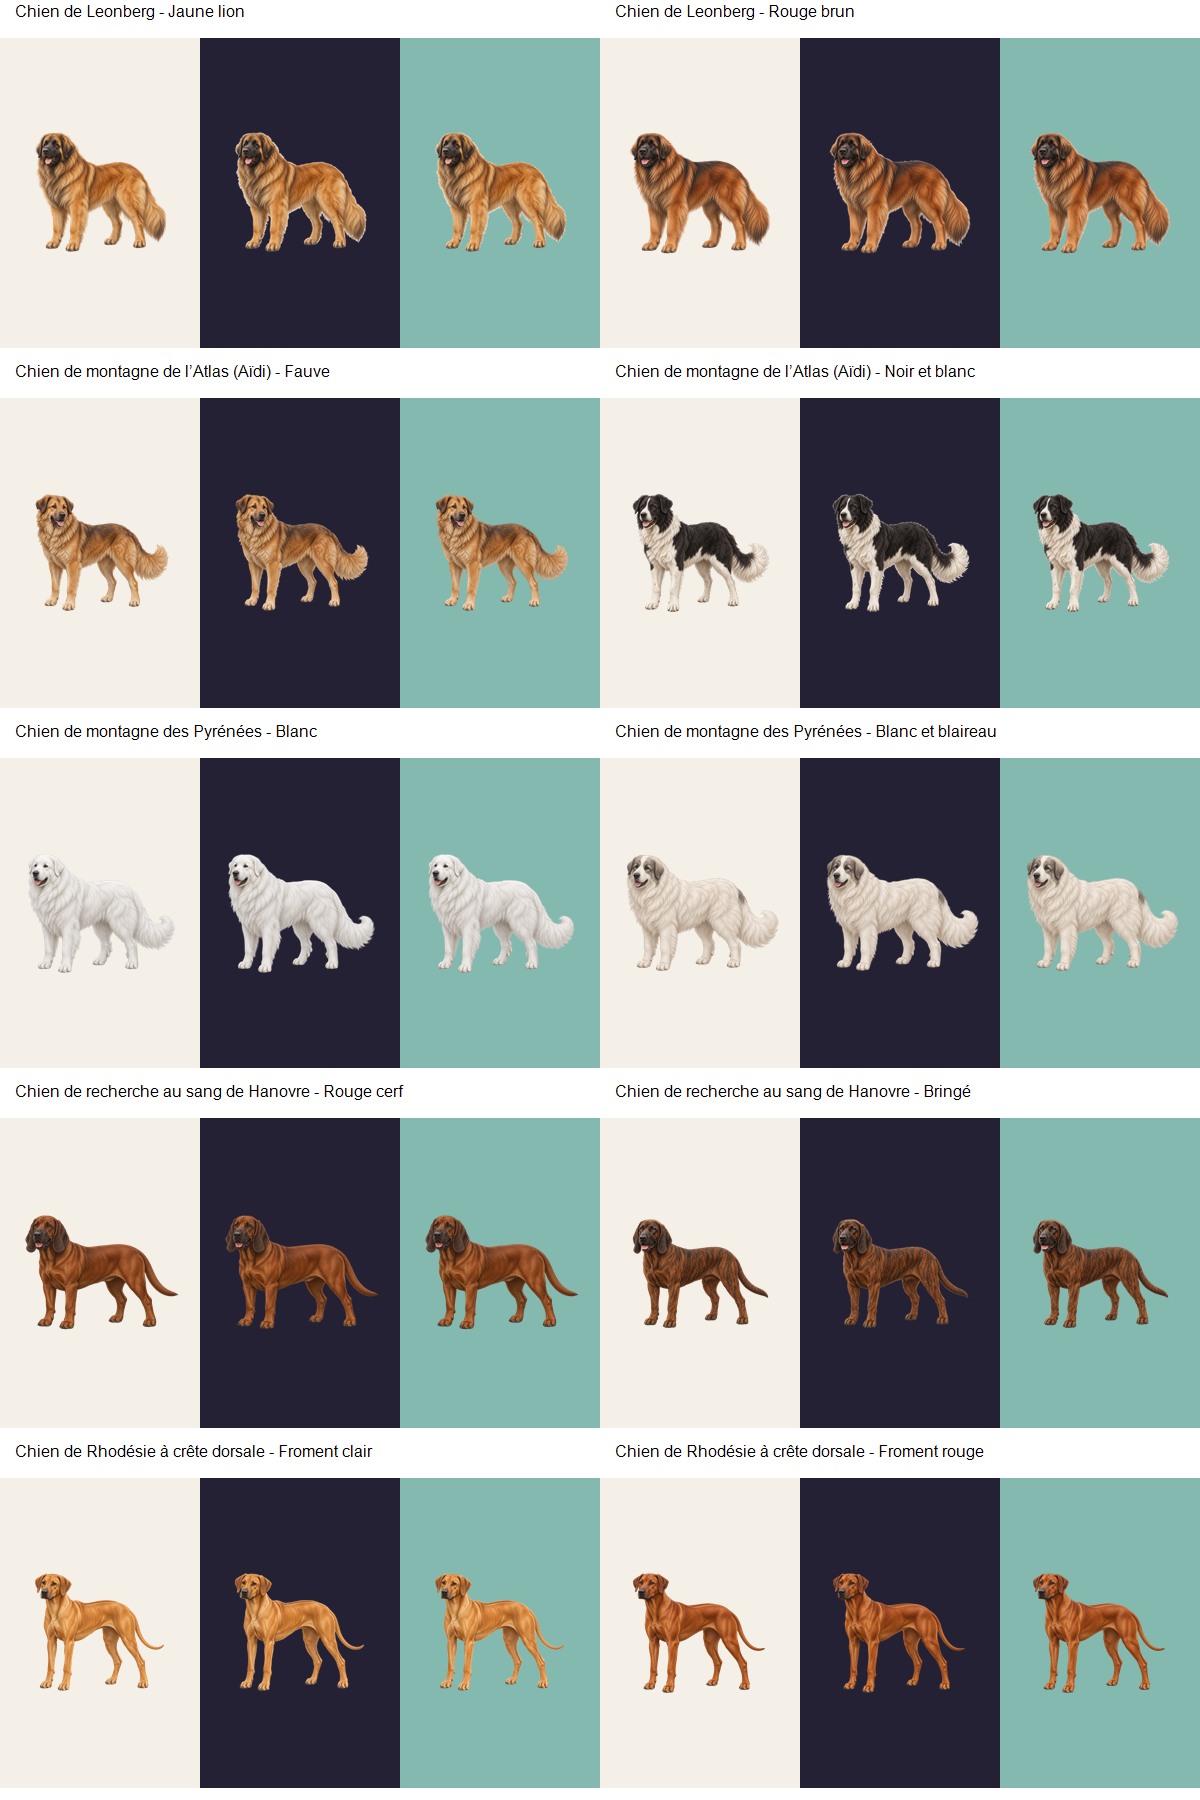 Chien de Leonberg - Jaune lion
Chien de Leonberg - Rouge brun
Chien de montagne de l’Atlas (Aïdi) - Fauve
Chien de montagne de l’Atlas (Aïdi) - Noir et blanc
Chien de montagne des Pyrénées - Blanc
Chien de montagne des Pyrénées - Blanc et blaireau
Chien de recherche au sang de Hanovre - Rouge cerf
Chien de recherche au sang de Hanovre - Bringé
Chien de Rhodésie à crête dorsale - Froment clair
Chien de Rhodésie à crête dorsale - Froment rouge